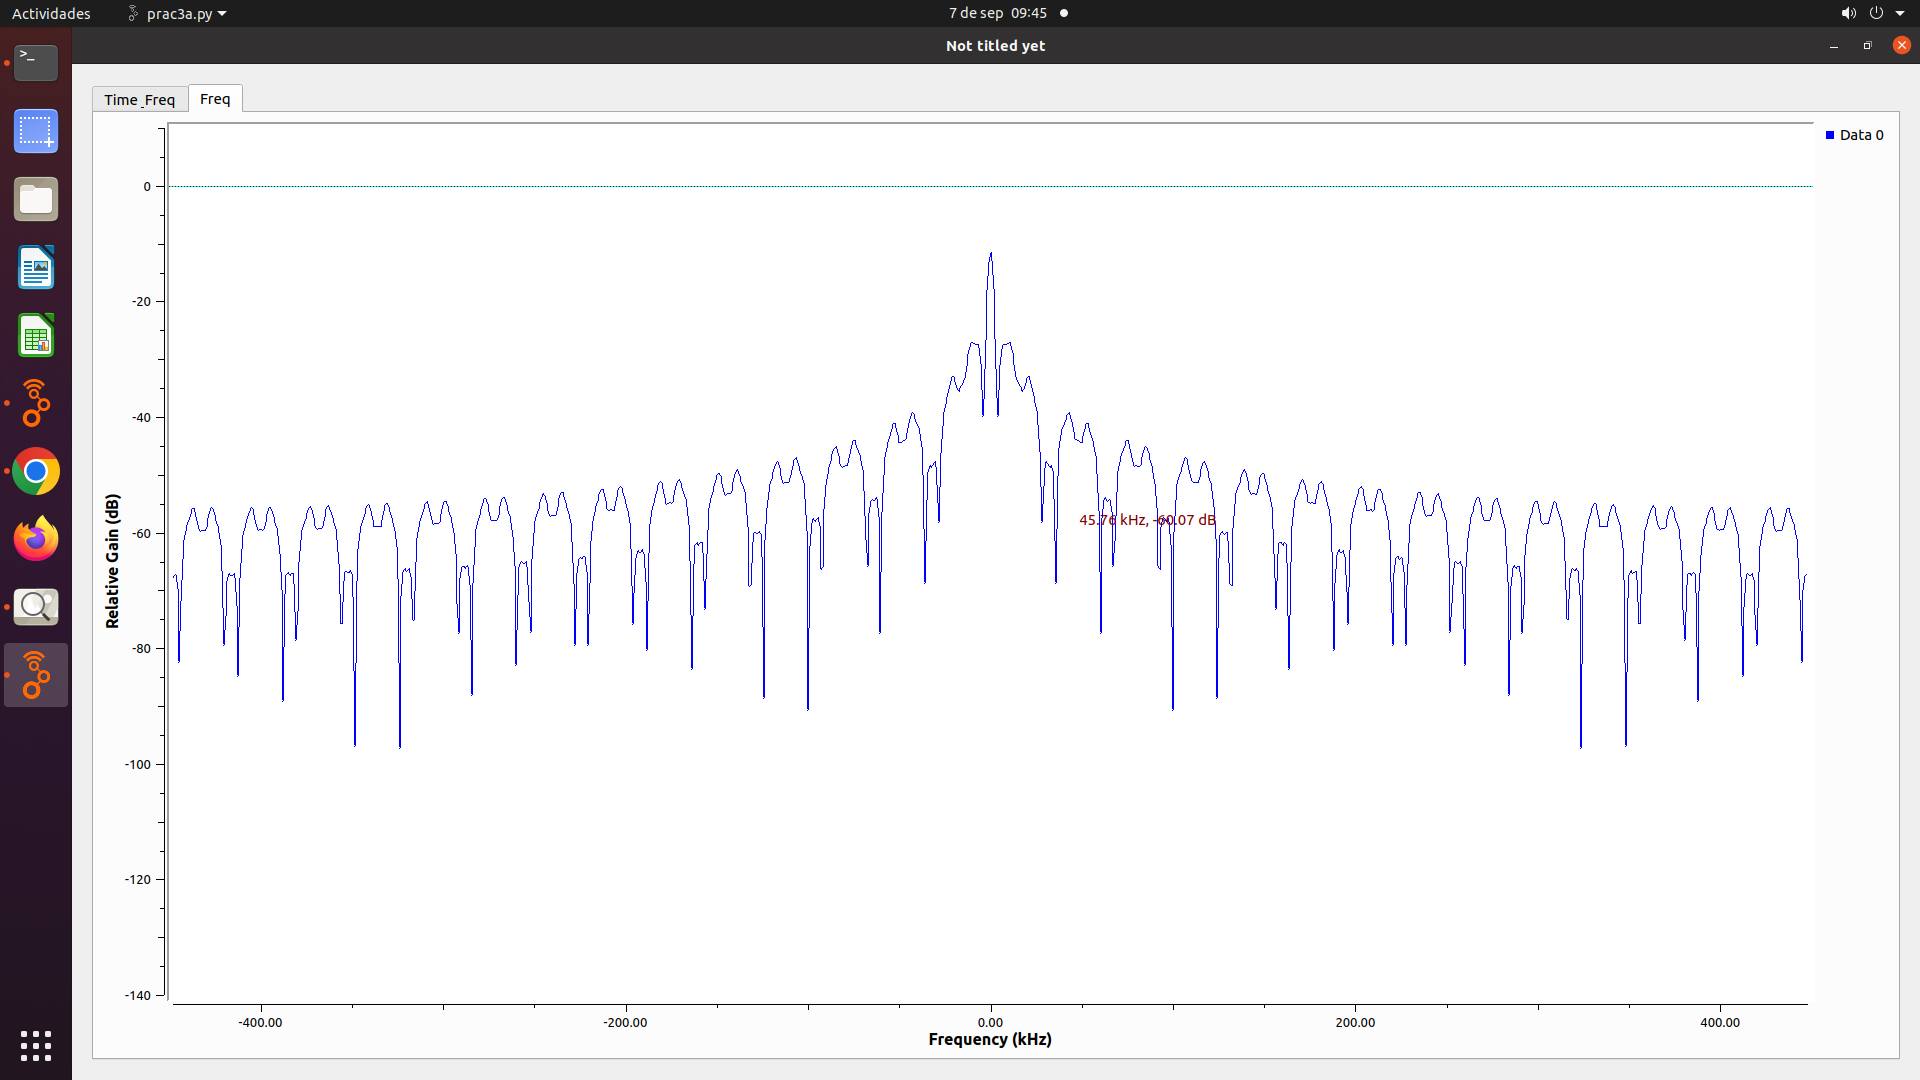 Actividades
prac3a.py
7 de sep 09:45
Not titled yet
Time _Freq
Freq
Data 0
0
-20
-40
-60
-80
-100
-120
-140
Relative Gain (dB)
45.76 kHz, -60.07 dB
-400.00
-200.00
0.00
200.00
400.00
Frequency (kHz)
>_